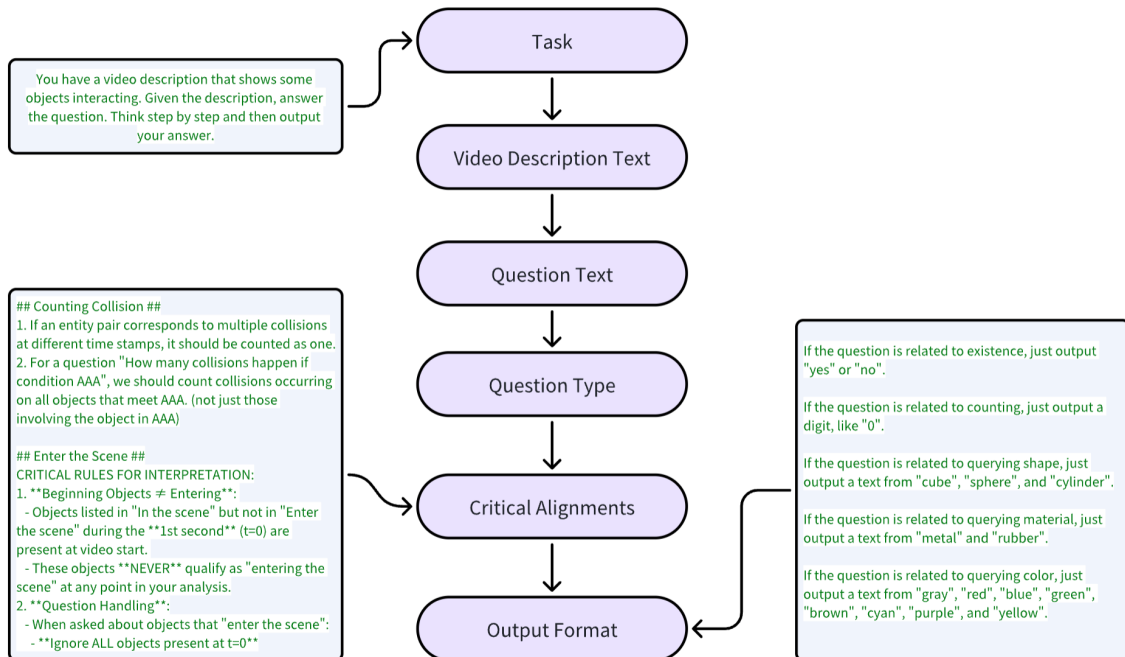 Task
You have a video description that shows some
objects interacting. Given the description, answer
the question. Think step by step and then output
your answer.
Video Description Text
Question Text
## Counting Collision ##
1. If an entity pair corresponds to multiple collisions
at different time stamps, it should be counted as one.
2. For a question "How many collisions happen if
condition AAA", we should count collisions occurring
on all objects that meet AAA. (not just those
involving the object in AAA)
## Enter the Scene ##
CRITICAL RULES FOR INTERPRETATION:
1. **Beginning Objects ≠ Entering**:
- Objects listed in "In the scene" but not in "Enter
the scene" during the **1st second** (t=0) are
present at video start.
- These objects **NEVER** qualify as "entering the
scene" at any point in your analysis.
2. **Question Handling**:
- When asked about objects that "enter the scene":
- **Ignore ALL objects present at t=0**
Question Type
Critical Alignments
Output Format
If the question is related to existence, just output
"yes" or "no".
If the question is related to counting, just output a
digit, like "0".
If the question is related to querying shape, just
output a text from "cube", "sphere", and "cylinder".
If the question is related to querying material, just
output a text from "metal" and "rubber".
If the question is related to querying color, just
output a text from "gray", "red", "blue", "green",
"brown", "cyan", "purple", and "yellow".